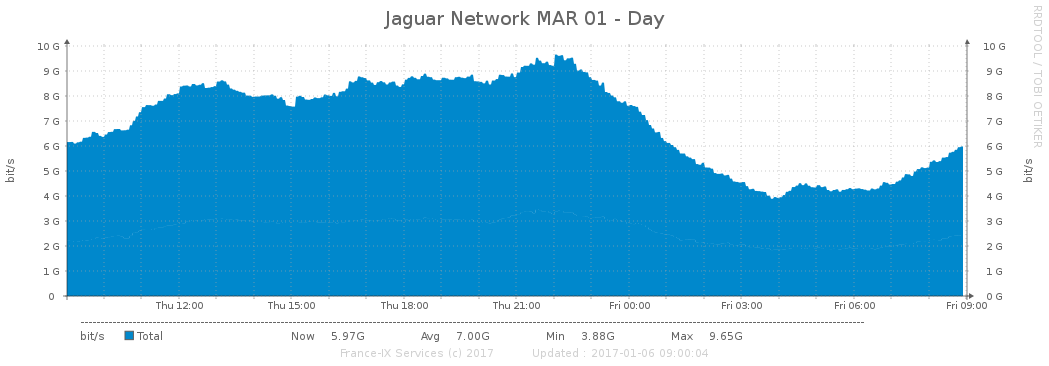 Jaguar Network MAR 01 - Day
RRDTOOL / TOBI OETIKER
bit/s
bit/s
10 G 10 G
9 G 9 G
8 G 8 G
7 G 7 G
6 G 6 G
5 G 5 G
4 G 4 G
3 G 3 G
2 G 2 G
1 G 1 G
0 0 G
Thu 12:00 Thu 15:00 Thu 18:00 Thu 21:00 Fri 00:00 Fri 03:00 Fri 06:00 Fri 09:00
bit/s Total Now 5.97G Avg 7.00G Min 3.88G Max 9.65G
France-IX Services (c) 2017 Updated : 2017-01-06 09:00:04